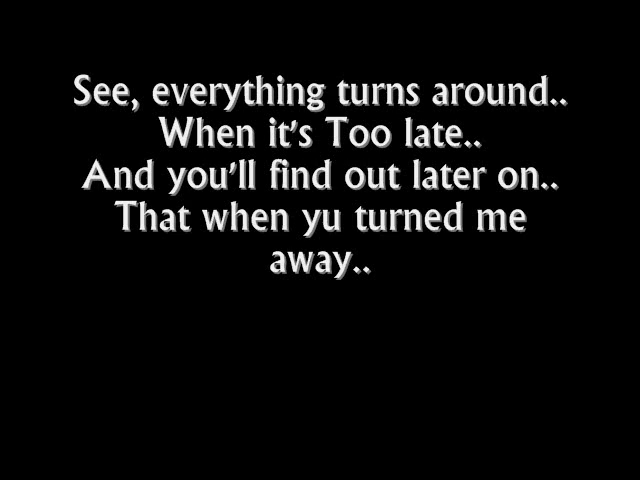 See, everything turns around..
When it's Too late..
And you'll find out later on..
That when yu turned me
away..